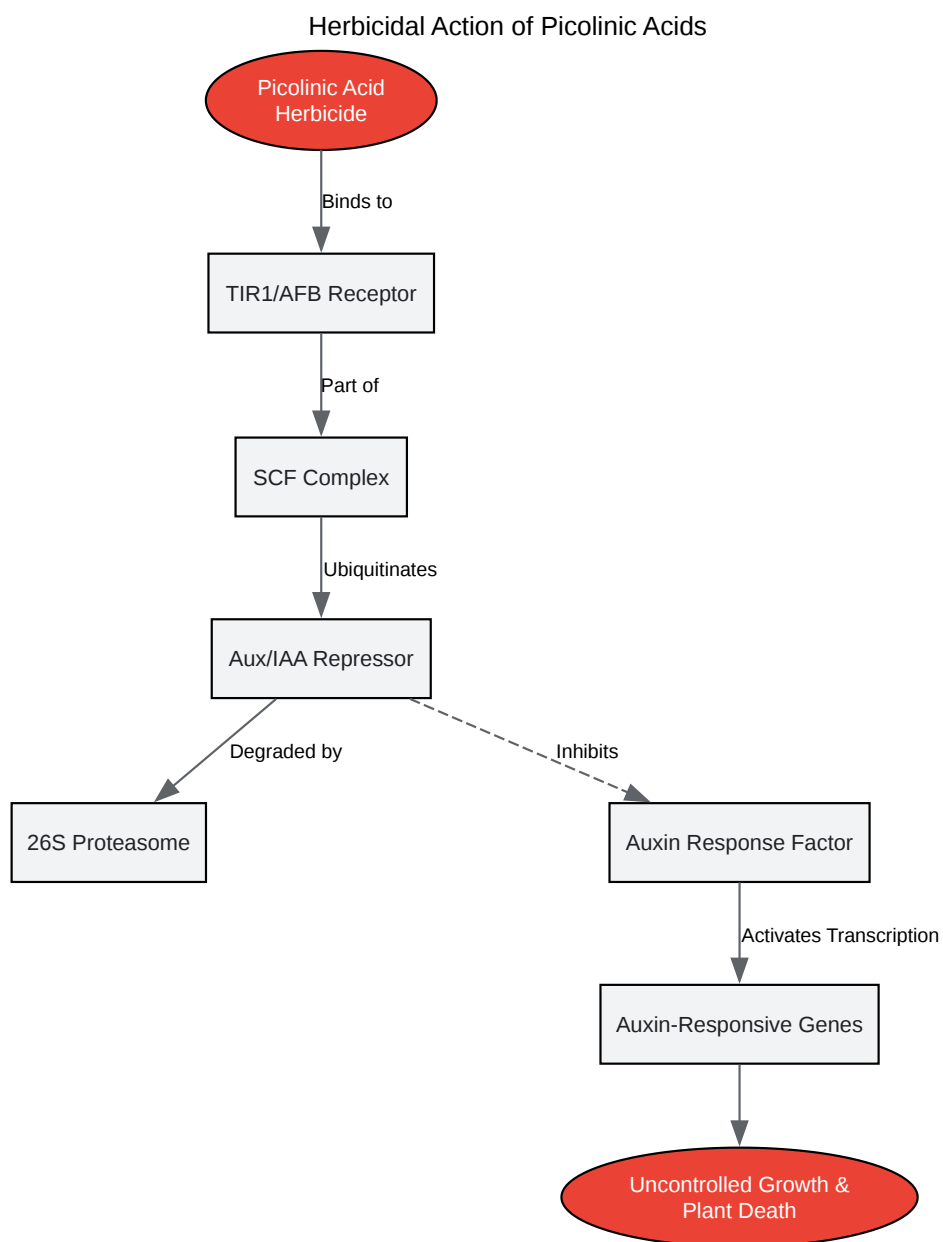 Herbicidal Action of Picolinic Acids
Picolinic Acid
Herbicide
Binds to
TIR1/AFB Receptor
Part of
SCF Complex
Ubiquitinates
Aux/IAA Repressor
Degraded by
Inhibits
26S Proteasome
Auxin Response Factor
Activates Transcription
Auxin-Responsive Genes
Uncontrolled Growth &
Plant Death